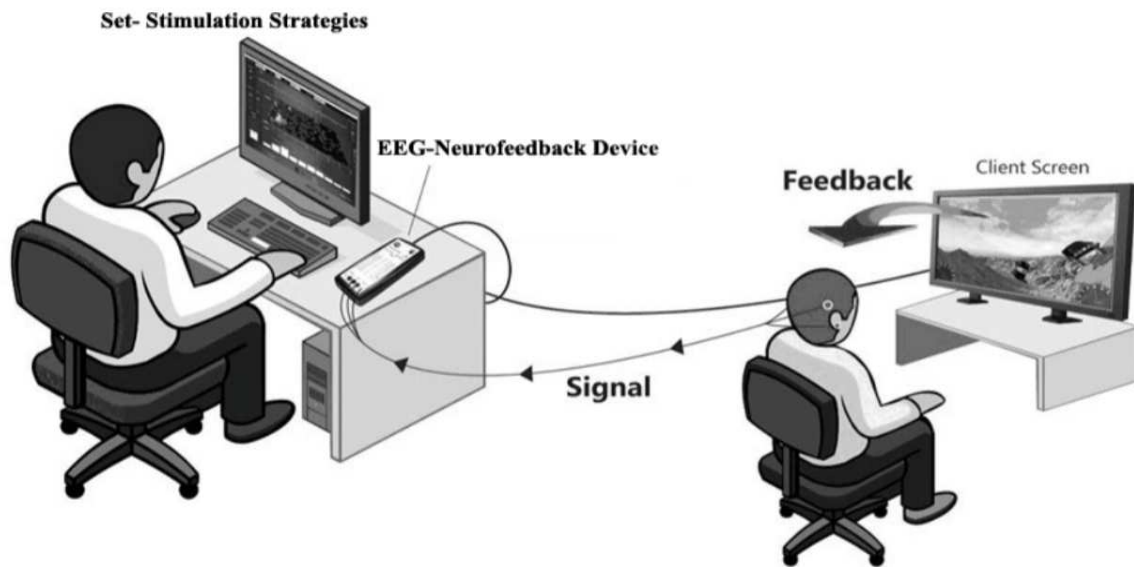 Set- Stimulation Strategies
EEG-Neurofeedback Device
Client Screen
Feedback
Signal